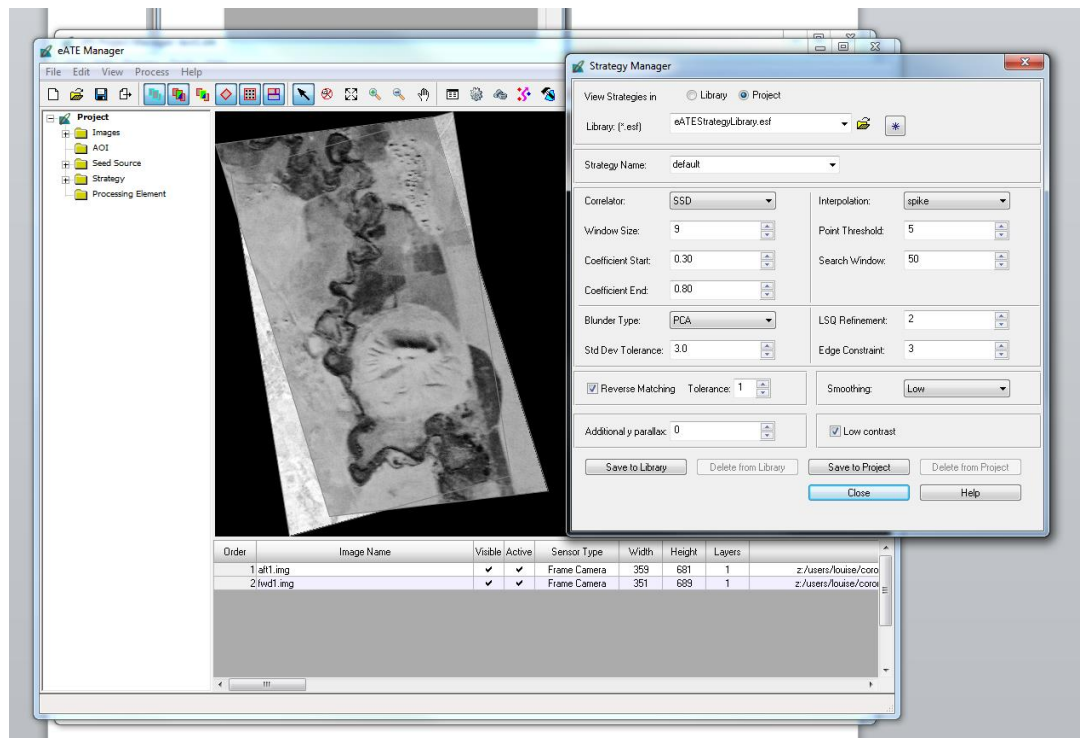 eATE Manager
File Edit View Process Help
Project
Images
AOI
Seed Source
Strategy
Processing Element
Order Image Name Visible Active Sensor Type Width Height Layers
1 aft1.img Frame Camera 359 681 1 z:/users/louise/coro
2 fwd1.img Frame Camera 351 689 1 z:/users/louise/coro
Strategy Manager
View Strategies in Library Project
Library: (*.esf) eATEStrategyLibrary.esf
Strategy Name: default
Correlator: SSD Interpolation: spike
Window Size: 9 Point Threshold: 5
Coefficient Start: 0.30 Search Window: 50
Coefficient End: 0.80
Blunder Type: PCA LSQ Refinement: 2
Std Dev Tolerance: 3.0 Edge Constraint: 3
Reverse Matching Tolerance: 1 Smoothing: Low
Additional y parallax: 0 Low contrast
Save to Library Delete from Library Save to Project Delete from Project
Close Help